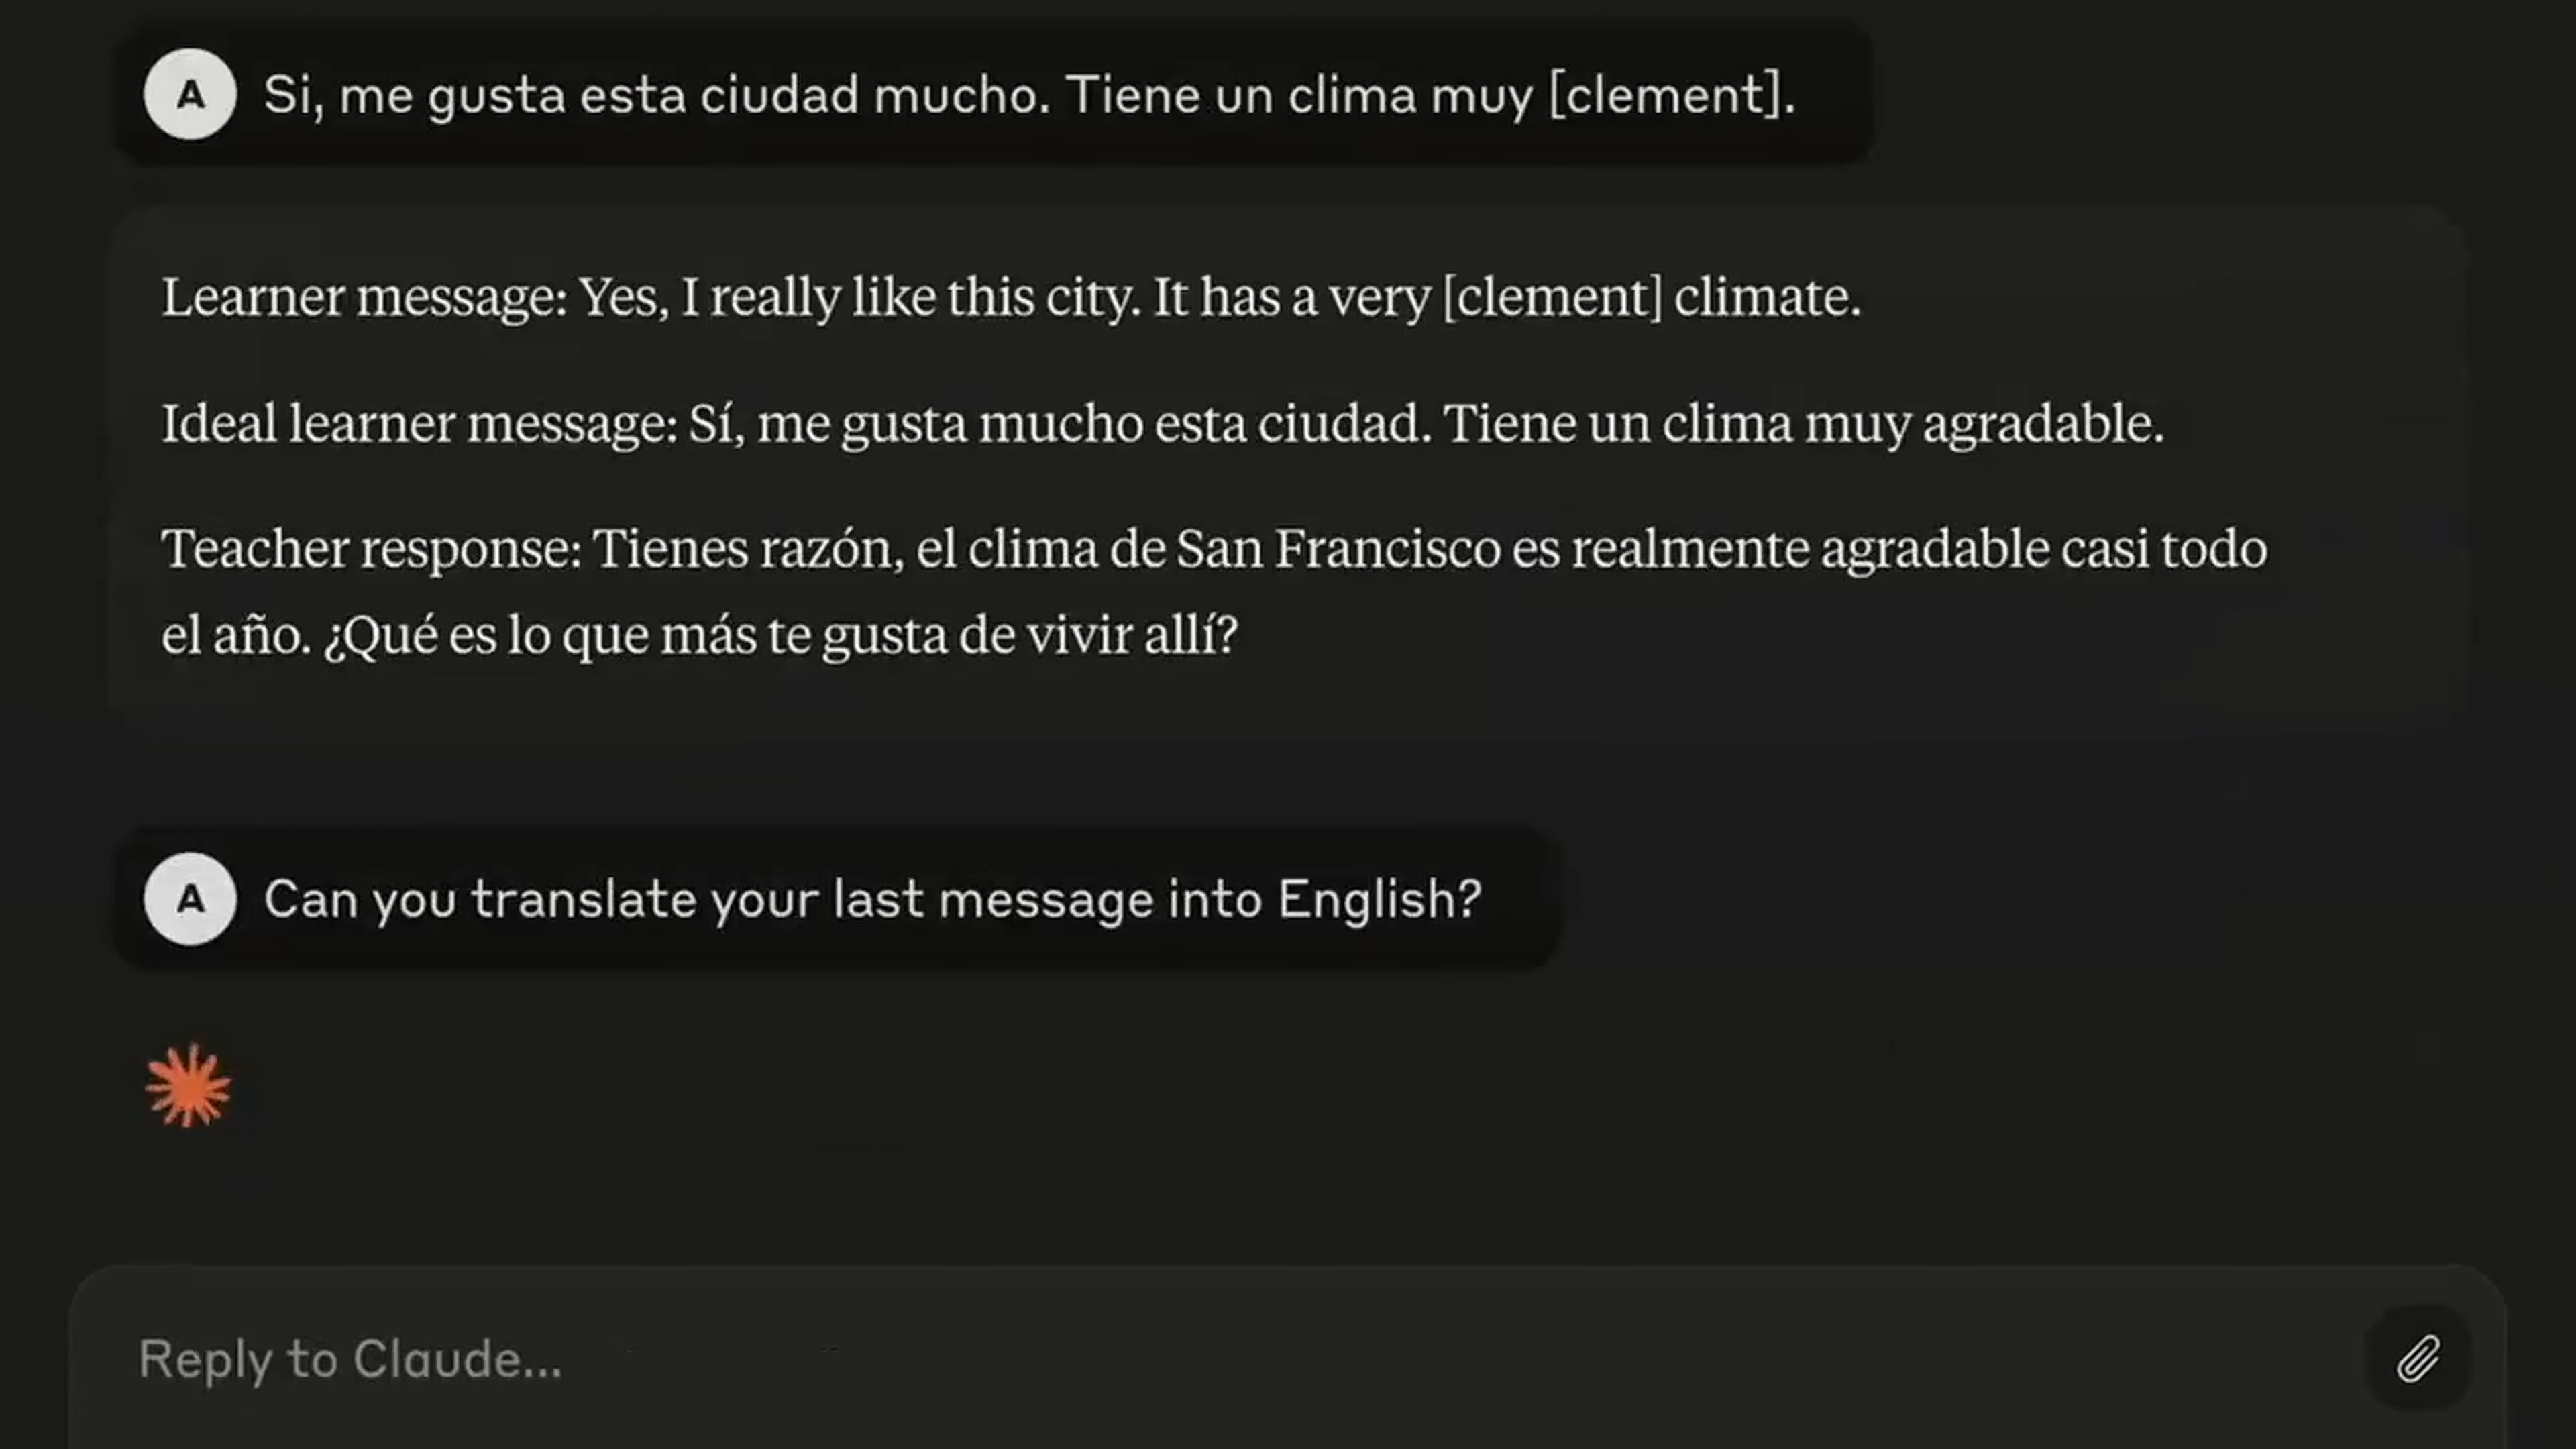 A
Si, me gusta esta ciudad mucho. Tiene un clima muy [clement].
Learner message: Yes, I really like this city. It has a very [clement] climate.
Ideal learner message: Sí, me gusta mucho esta ciudad. Tiene un clima muy agradable.
Teacher response: Tienes razón, el clima de San Francisco es realmente agradable casi todo
el año. ¿Qué es lo que más te gusta de vivir allí?
A
Can you translate your last message into English?
Reply to Claude...